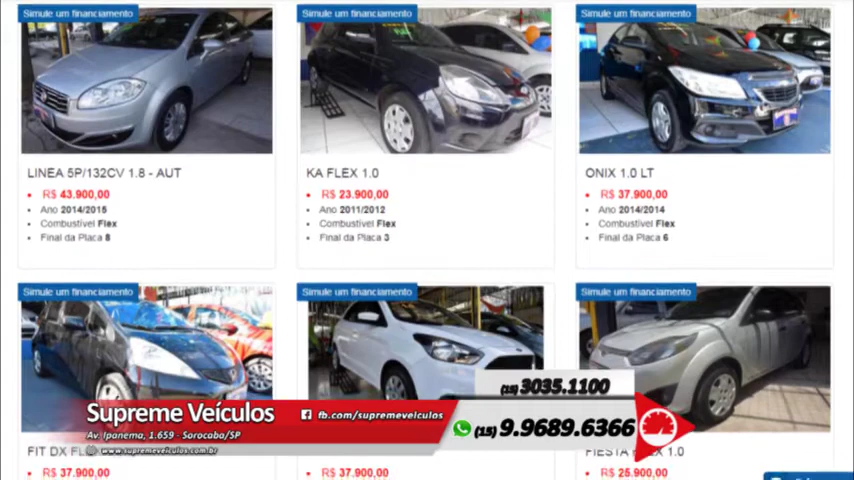 Simule um financiamento
Simule um financiamento
Simule um financiamento
LINEA 5P/132CV 1.8 - AUT
R$ 43.900,00
Ano 2014/2015
Combustível Flex
Final da Placa 8
KA FLEX 1.0
R$ 23.900,00
Ano 2011/2012
Combustível Flex
Final da Placa 3
ONIX 1.0 LT
R$ 37.900,00
Ano 2014/2014
Combustível Flex
Final da Placa 6
Simule um financiamento
Simule um financiamento
Simule um financiamento
(15) 3035.1100
Supreme Veículos
fb.com/supremeveiculos
(15) 9.9689.6366
Av. Ipanema, 1.659 - Sorocaba/SP
www.supremeveiculos.com.br
FIT DX
1.0
R$ 37.900,00
R$ 37.900,00
R$ 25.900,00